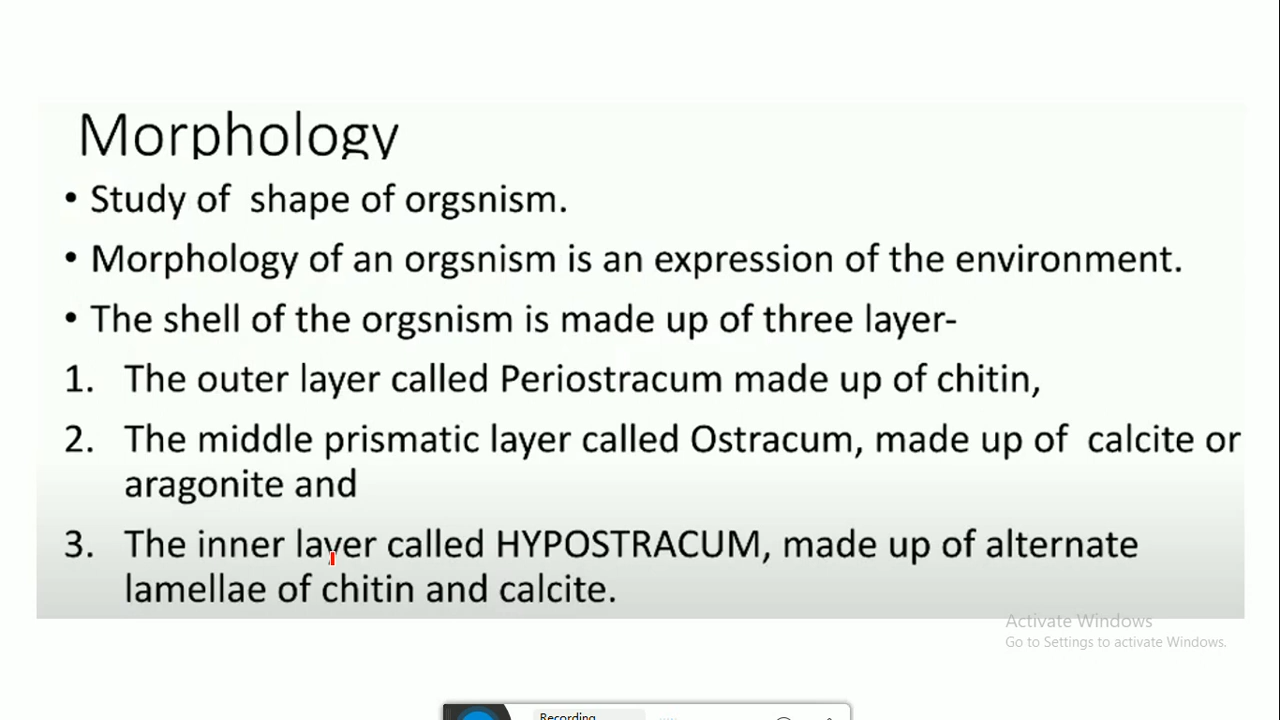 Morphology
• Study of shape of orgsnism.
• Morphology of an orgsnism is an expression of the environment.
• The shell of the orgsnism is made up of three layer-
1. The outer layer called Periostracum made up of chitin,
2. The middle prismatic layer called Ostracum, made up of calcite or
aragonite and
3. The inner layer called HYPOSTRACUM, made up of alternate
lamellae of chitin and calcite.
Activate Windows
Go to Settings to activate Windows.
Recording